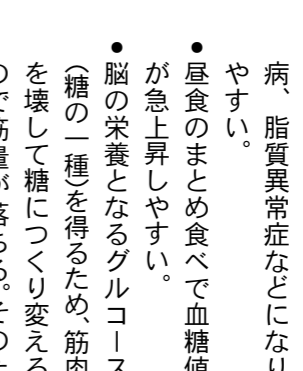 病、脂質異常症などになり
やすい。
●昼食のまとめ食べで血糖値
が急上昇しやすい。
●脳の栄養となるグルコース
(糖の一種)を得るため、筋肉
を壊して糖につくり変える
ので筋量が落ちる。その